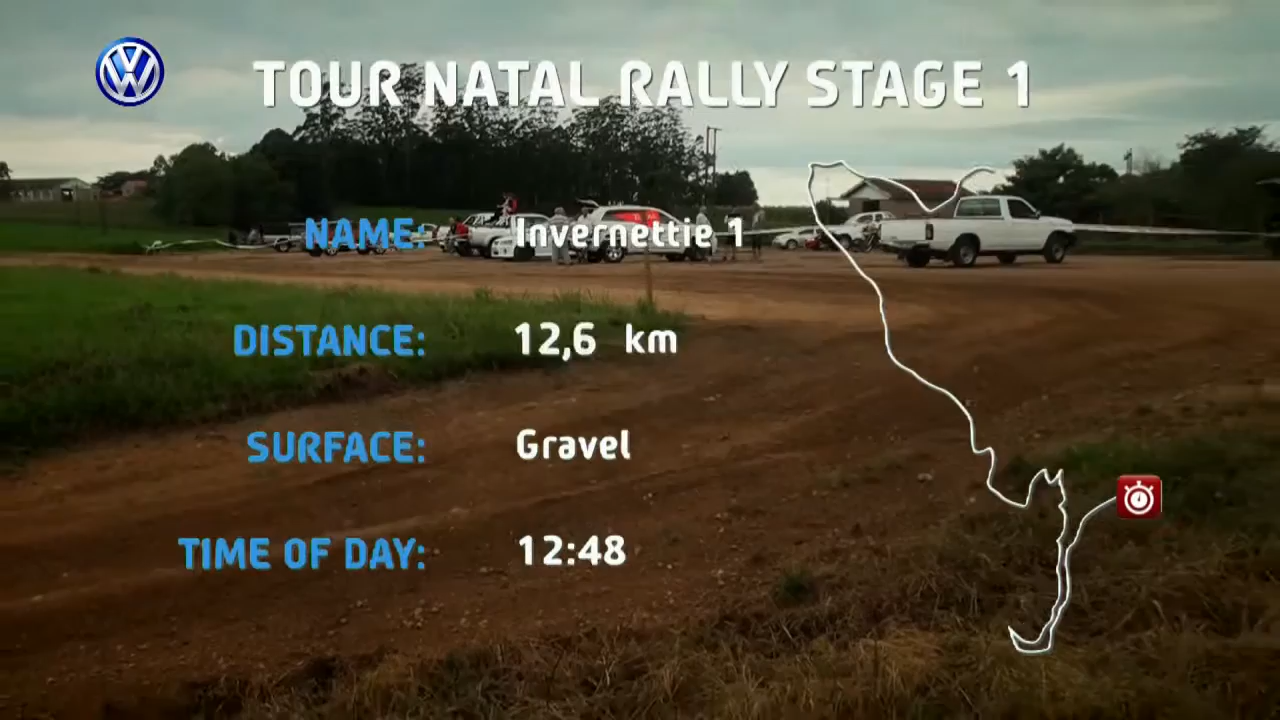 TOUR NATAL RALLY STAGE 1
NAME: Invernettie 1
DISTANCE: 12,6 km
SURFACE: Gravel
TIME OF DAY: 12:48